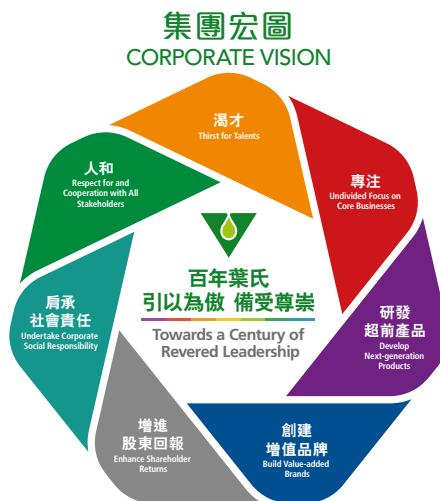 集團宏圖
CORPORATE VISION
渴才
Thirst for Talents
專注
Undivided Focus on
Core Businesses
研發
超前產品
Develop
Next-generation
Products
創建
增值品牌
Build Value-added
Brands
增進
股東回報
Enhance Shareholder
Returns
肩承
社會責任
Undertake Corporate
Social Responsibility
人和
Respect for and
Cooperation with All
Stakeholders
百年葉氏
引以為傲 備受尊崇
Towards a Century of
Revered Leadership